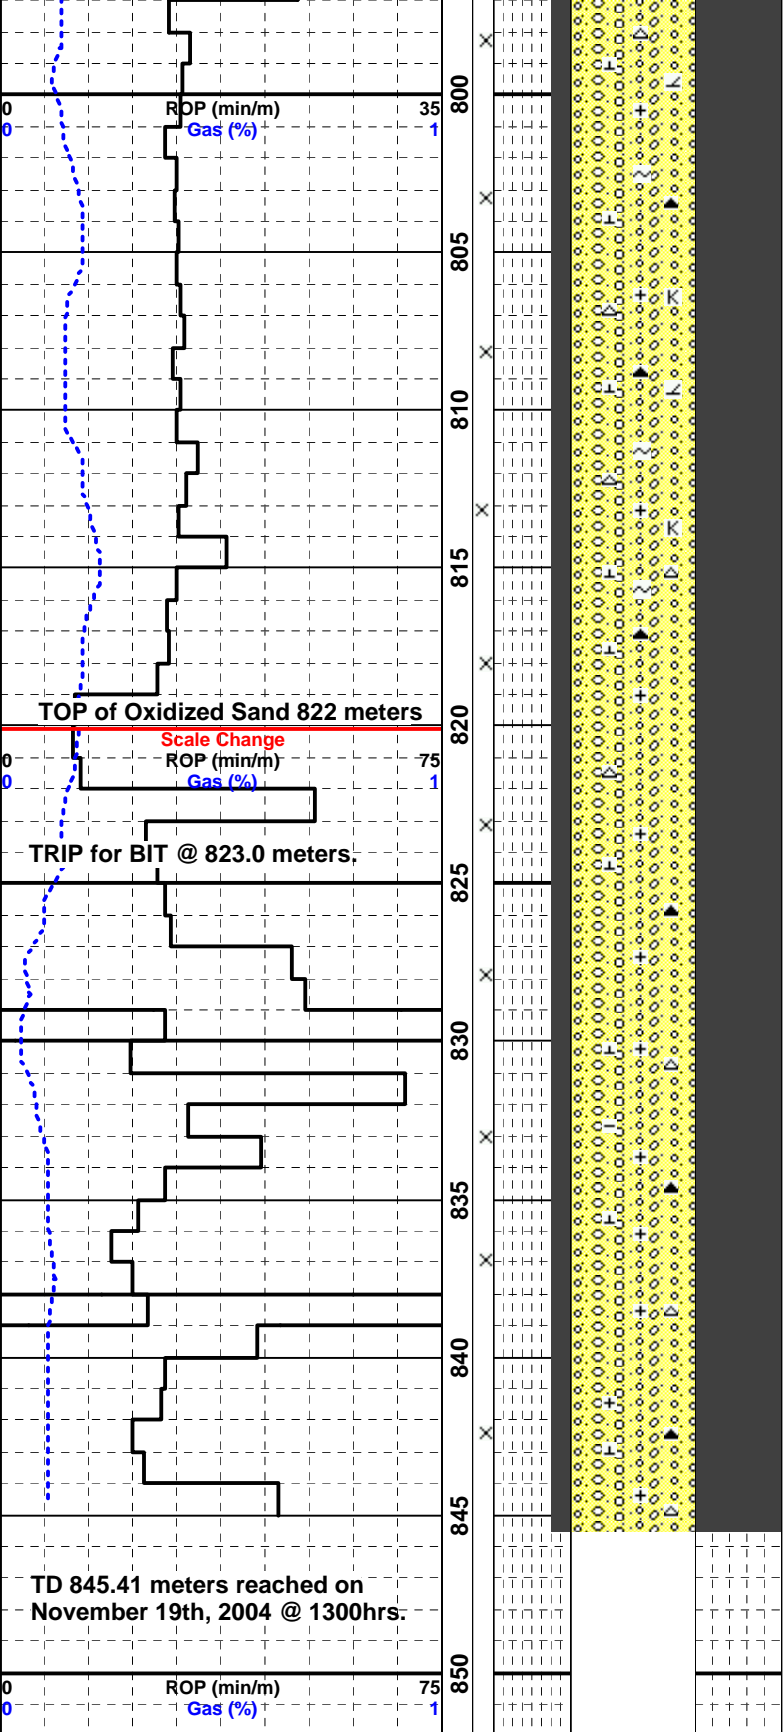 800
0 ROP (min/m) 35
0 Gas (%) 1
805
K
810
K
815
TOP of Oxidized Sand 822 meters
820
Scale Change
0 ROP (min/m) 75
0 Gas (%) 1
TRIP for BIT @ 823.0 meters.
825
830
835
840
845
TD 845.41 meters reached on
November 19th, 2004 @ 1300hrs.
850
0 ROP (min/m) 75
0 Gas (%) 1